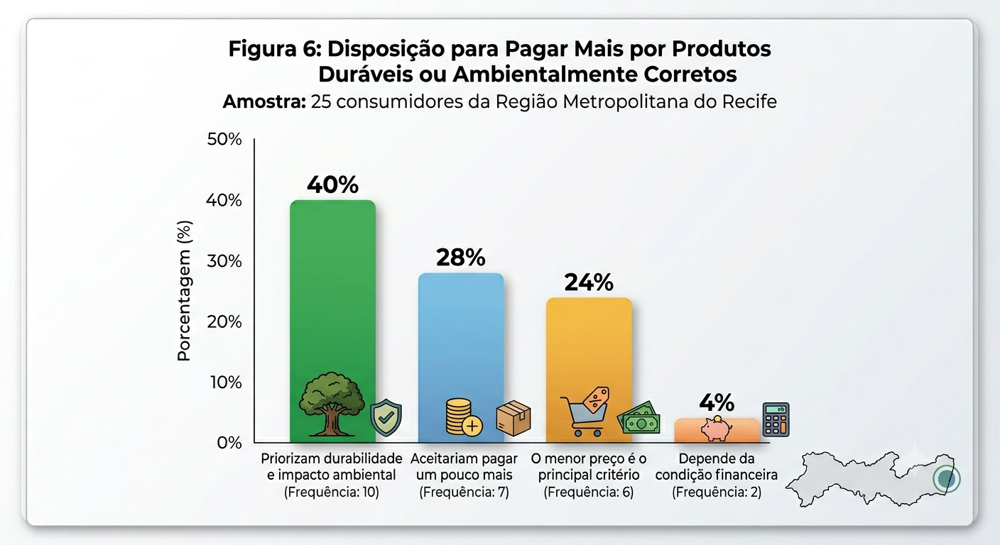 Figura 6: Disposição para Pagar Mais por Produtos
Duráveis ou Ambientalmente Corretos
Amostra: 25 consumidores da Região Metropolitana do Recife
Porcentagem (%)
50%
40%
30%
20%
10%
0%
40%
28%
24%
4%
Priorizam durabilidade
e impacto ambiental
(Frequência: 10)
Aceitariam pagar
um pouco mais
(Frequência: 7)
O menor preço é o
principal critério
(Frequência: 6)
Depende da
condição financeira
(Frequência: 2)